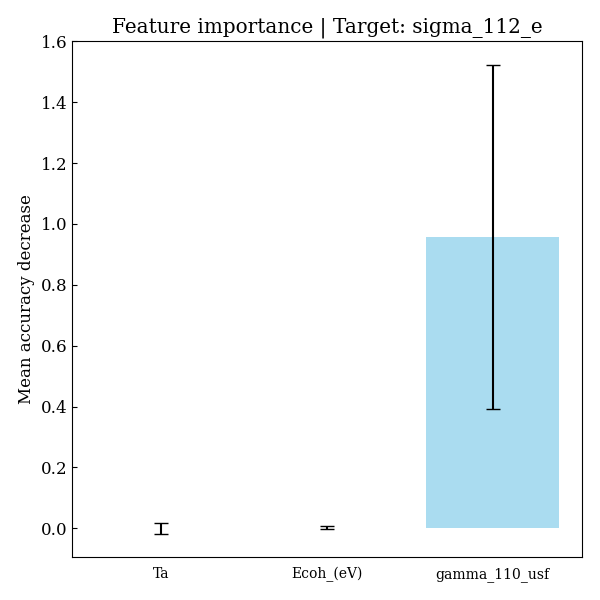 Feature importance | Target: sigma_112_e
Mean accuracy decrease
1.6
1.4
1.2
1.0
0.8
0.6
0.4
0.2
0.0
Ta
Ecoh_(eV)
gamma_110_usf